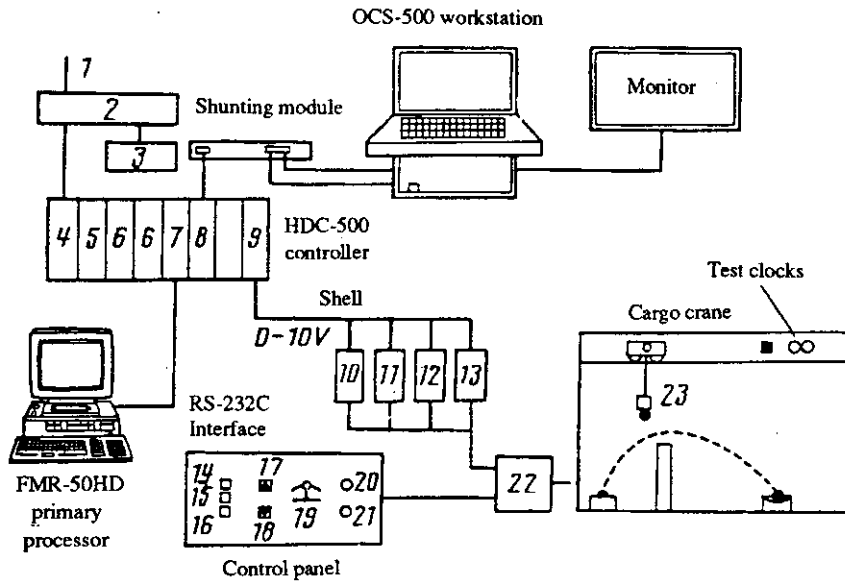 OCS-500 workstation
1
2
Shunting module
Monitor
3
4 5 6 6 7 8 9
HDC-500
controller
Test clocks
Shell
Cargo crane
D-10V
10 11 12 13
23
RS-232C
Interface
14 17
15
16 18 19 20
21
22
FMR-50HD
primary
processor
Control panel